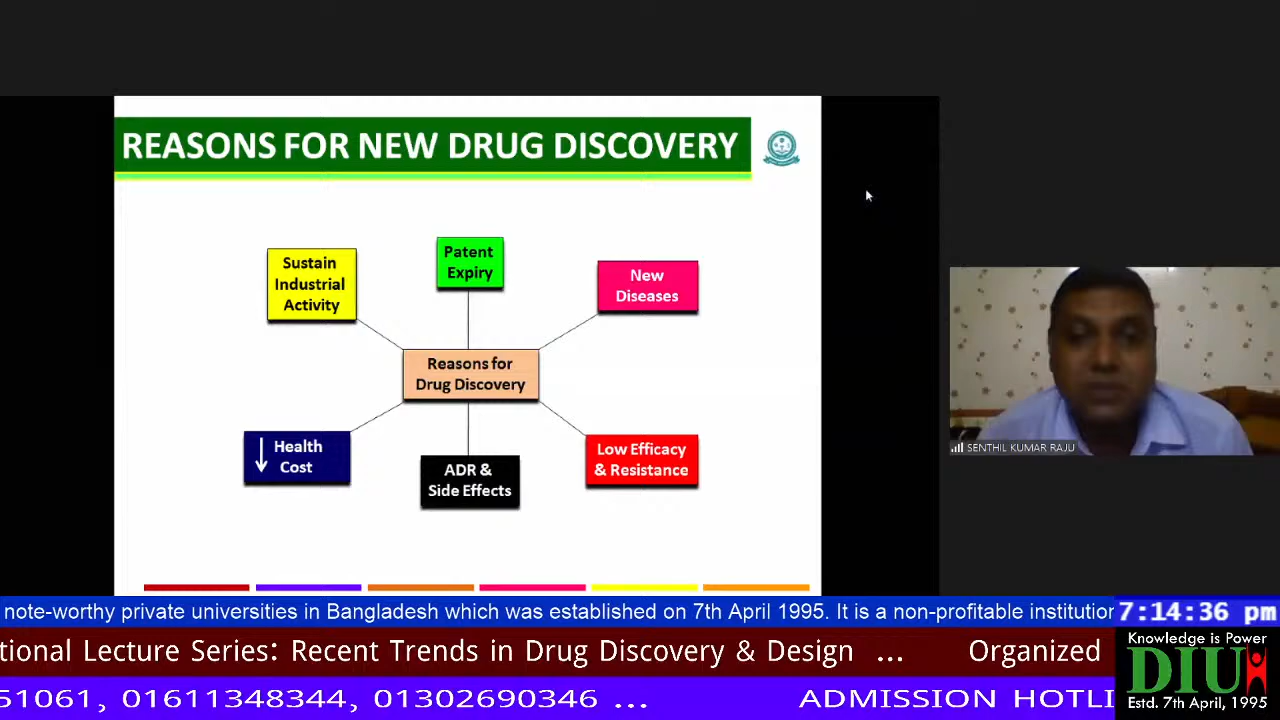 REASONS FOR NEW DRUG DISCOVERY
Sustain
Industrial
Activity
Patent
Expiry
New
Diseases
Reasons for
Drug Discovery
Health
Cost
ADR &
Side Effects
Low Efficacy
& Resistance
SENTHIL KUMAR RAJU
note-worthy private universities in Bangladesh which was established on 7th April 1995. It is a non-profitable institution
7:14:36 pm
tional Lecture Series: Recent Trends in Drug Discovery & Design ... Organized
51061, 01611348344, 01302690346 ... ADMISSION HOTLI
Knowledge is Power
DIU
Estd. 7th April, 1995